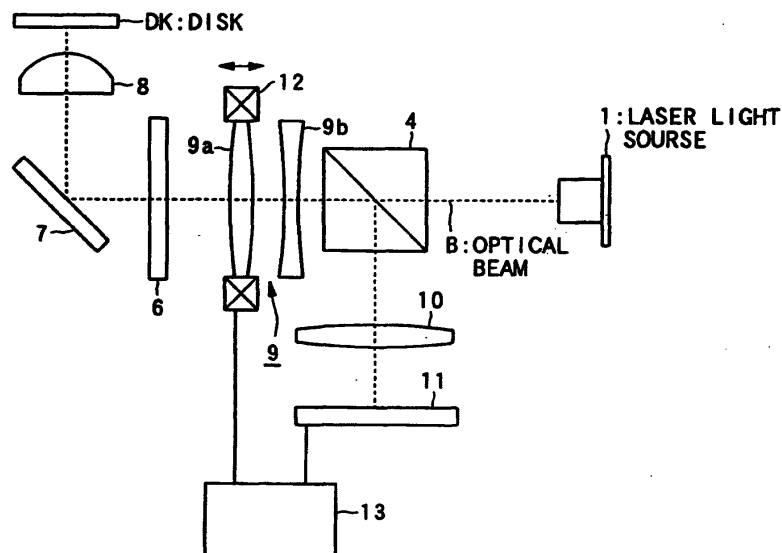 DK:DISK
8
12
9a
9b
4
1:LASER LIGHT
SOURSE
7
6
B:OPTICAL
BEAM
9
10
11
13